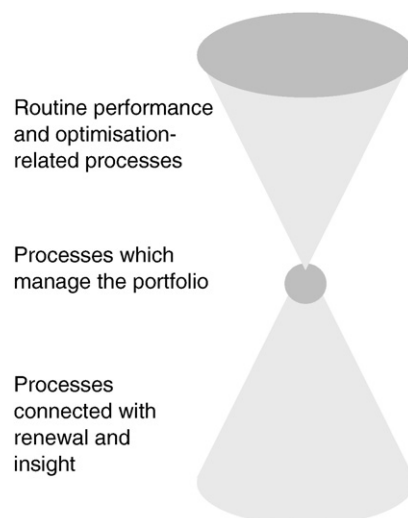 Routine performance
and optimisation-
related processes
Processes which
manage the portfolio
Processes
connected with
renewal and
insight